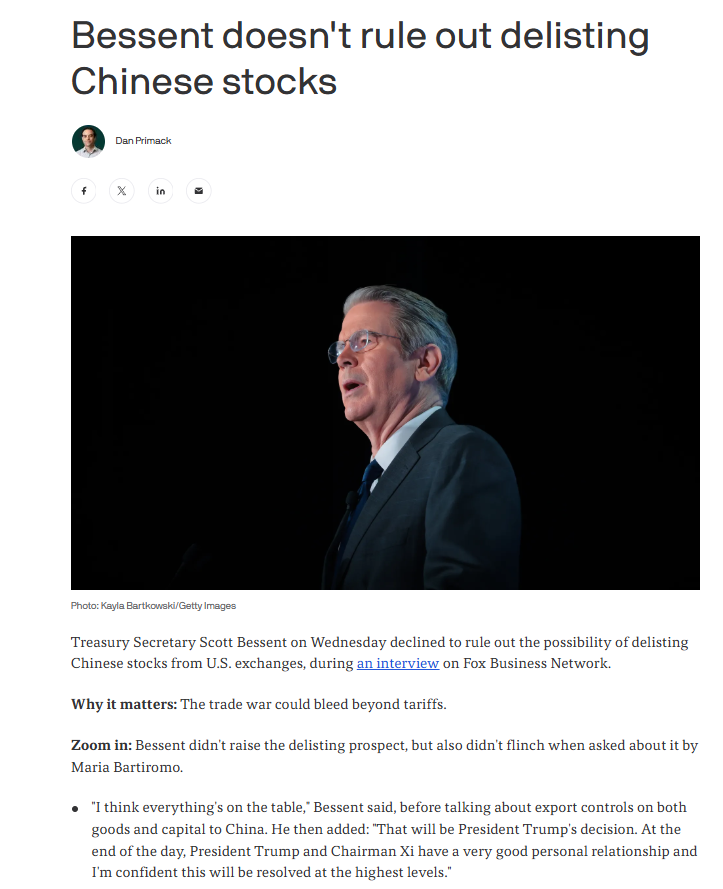 Bessent doesn't rule out delisting
Chinese stocks
Dan Primack
Photo: Kayla Bartkowski/Getty Images
Treasury Secretary Scott Bessent on Wednesday declined to rule out the possibility of delisting
Chinese stocks from U.S. exchanges, during an interview on Fox Business Network.
Why it matters: The trade war could bleed beyond tariffs.
Zoom in: Bessent didn't raise the delisting prospect, but also didn't flinch when asked about it by
Maria Bartiromo.
• "I think everything's on the table," Bessent said, before talking about export controls on both
goods and capital to China. He then added: "That will be President Trump's decision. At the
end of the day, President Trump and Chairman Xi have a very good personal relationship and
I'm confident this will be resolved at the highest levels."